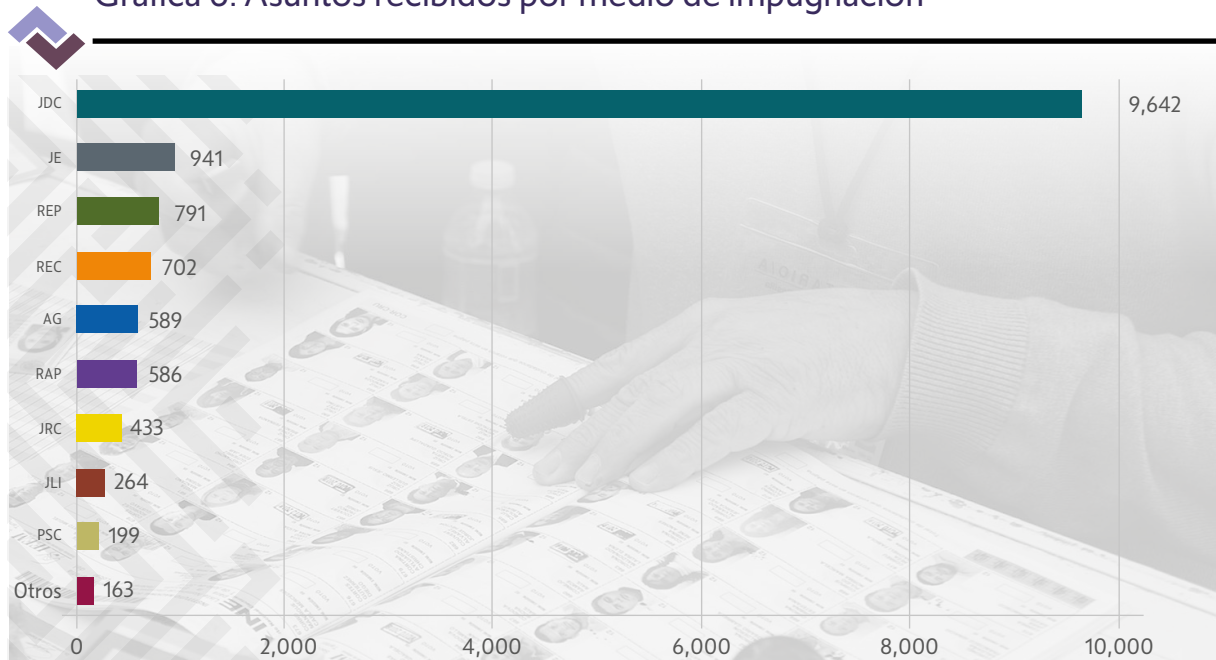 Gráfica 6. Asuntos recibidos por medio de impugnación
JDC 9,642
JE 941
REP 791
REC 702
AG 589
RAP 586
JRC 433
JLI 264
PSC 199
Otros 163
0 2,000 4,000 6,000 8,000 10,000
INE